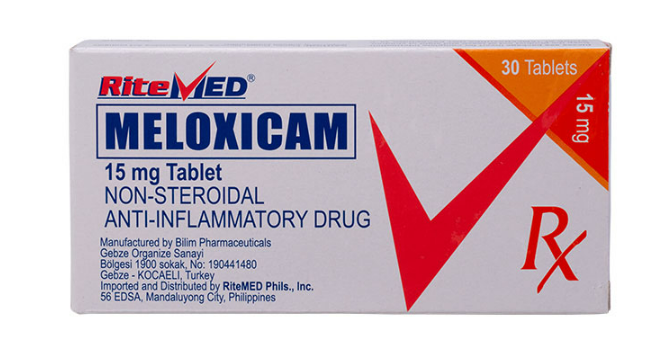 RiteMED®
MELOXICAM
15 mg Tablet
NON-STEROIDAL
ANTI-INFLAMMATORY DRUG
Manufactured by Bilim Pharmaceuticals
Gebze Organize Sanayi
Bölgesi 1900 sokak, No: 190441480
Gebze - KOCAELI, Turkey
Imported and Distributed by RiteMED Phils., Inc.
56 EDSA, Mandaluyong City, Philippines
30 Tablets
15 mg
Rx